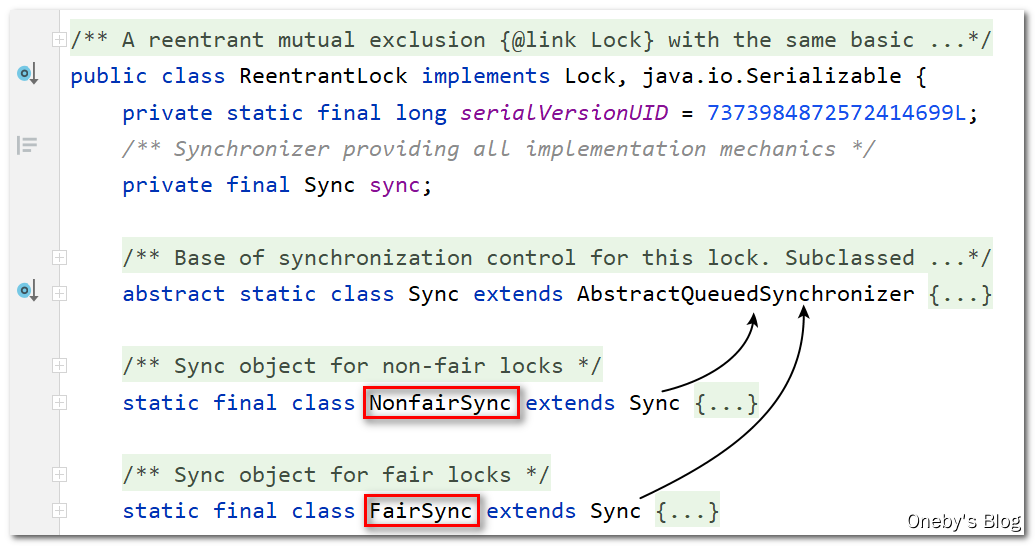 /** A reentrant mutual exclusion {@link Lock} with the same basic ...*/
public class ReentrantLock implements Lock, java.io.Serializable {
private static final long serialVersionUID = 7373984872572414699L;
/** Synchronizer providing all implementation mechanics */
private final Sync sync;
/** Base of synchronization control for this lock. Subclassed ...*/
abstract static class Sync extends AbstractQueuedSynchronizer {...}
/** Sync object for non-fair locks */
static final class NonfairSync extends Sync {...}
/** Sync object for fair locks */
static final class FairSync extends Sync {...}
Oneby's Blog